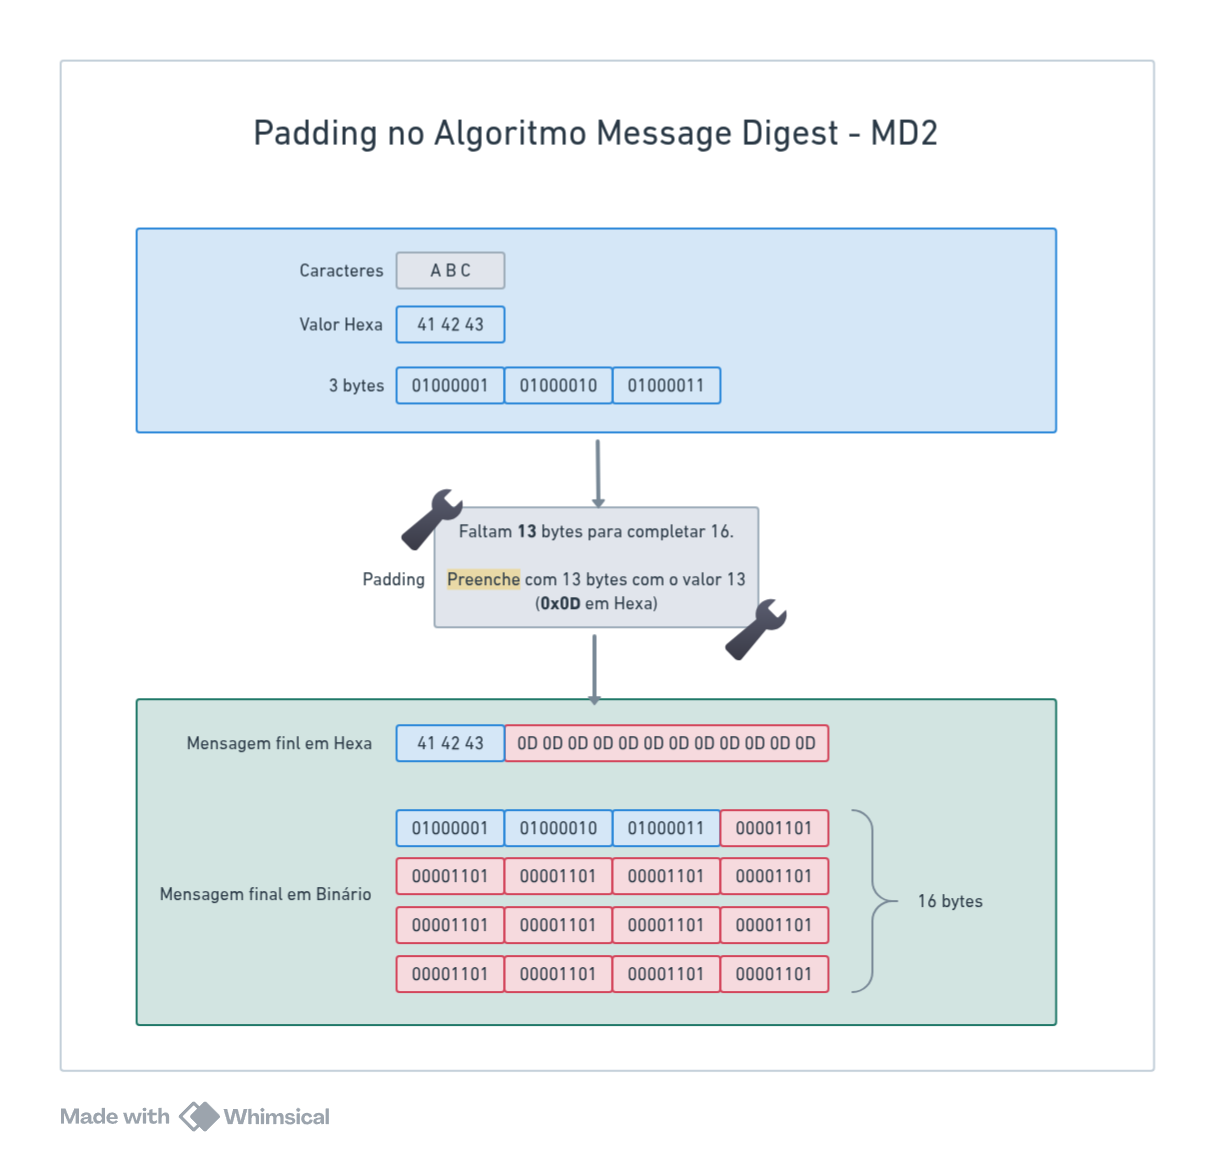 Padding no Algoritmo Message Digest - MD2
Caracteres A B C
Valor Hexa 41 42 43
3 bytes 01000001 01000010 01000011
Faltam 13 bytes para completar 16.
Padding Preenche com 13 bytes com o valor 13
(0x0D em Hexa)
Mensagem finl em Hexa 41 42 43 0D 0D 0D 0D 0D 0D 0D 0D 0D 0D 0D 0D
01000001 01000010 01000011 00001101
00001101 00001101 00001101 00001101
Mensagem final em Binário
16 bytes
00001101 00001101 00001101 00001101
00001101 00001101 00001101 00001101
Made with Whimsical